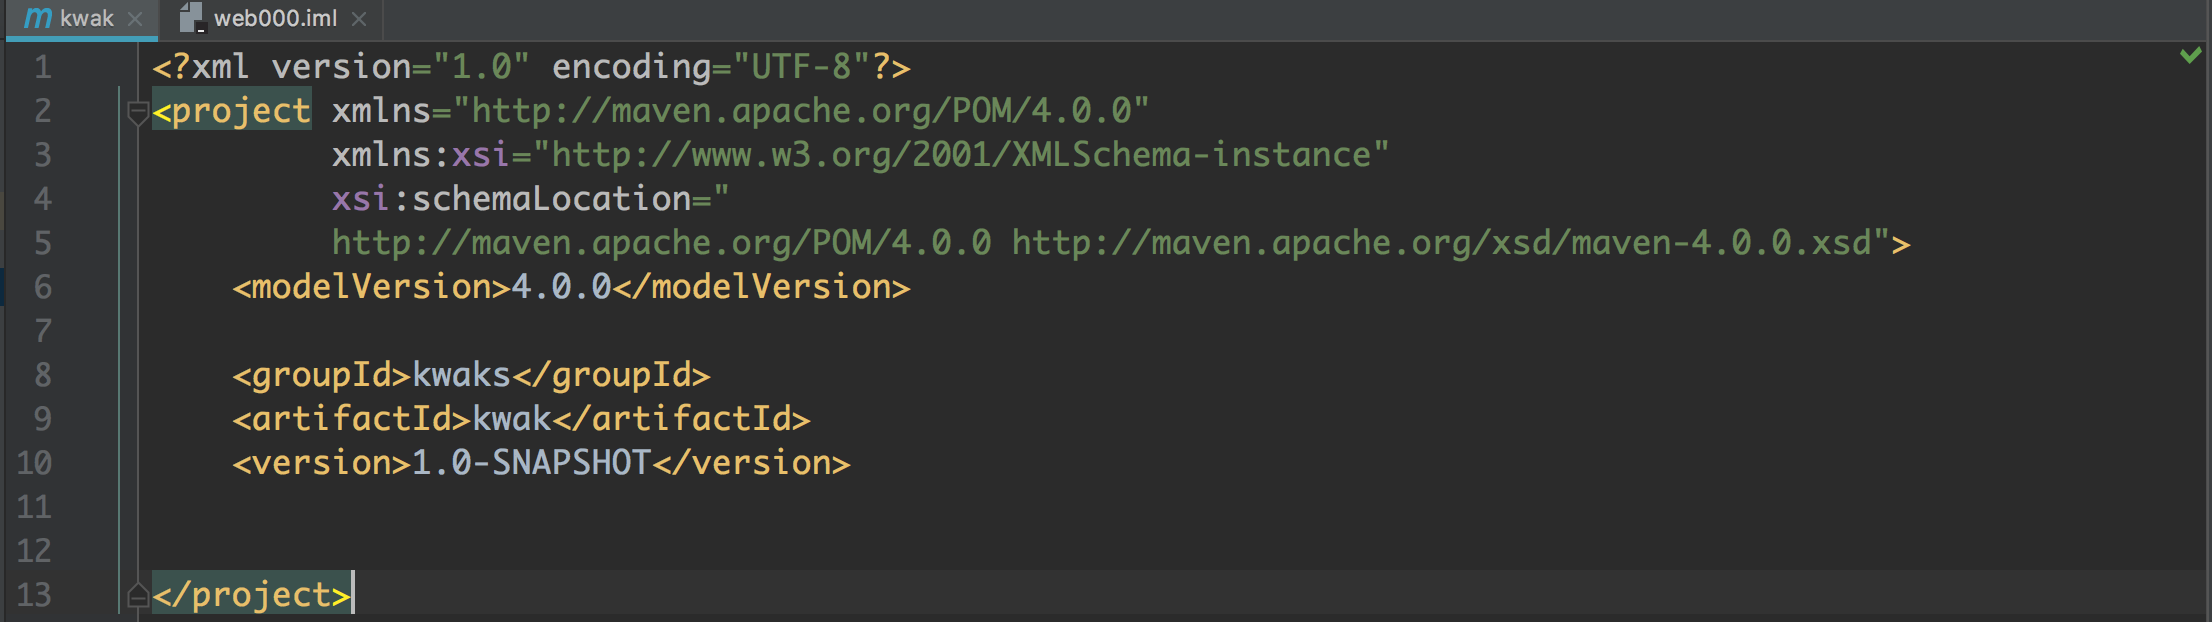 m kwak × web000.iml ×
1 <?xml version="1.0" encoding="UTF-8"?>
2 <project xmlns="http://maven.apache.org/POM/4.0.0"
3 xmlns:xsi="http://www.w3.org/2001/XMLSchema-instance"
4 xsi:schemaLocation="
5 http://maven.apache.org/POM/4.0.0 http://maven.apache.org/xsd/maven-4.0.0.xsd">
6 <modelVersion>4.0.0</modelVersion>
7
8 <groupId>kwaks</groupId>
9 <artifactId>kwak</artifactId>
10 <version>1.0-SNAPSHOT</version>
11
12
13 </project>